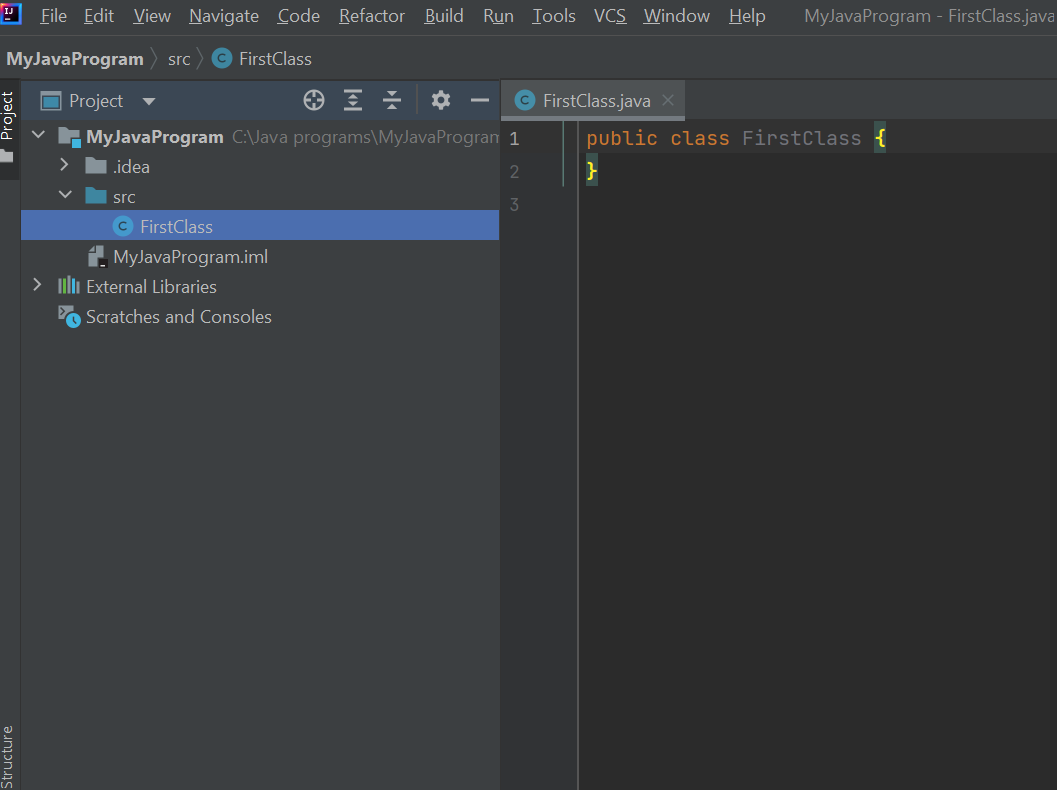 File Edit View Navigate Code Refactor Build Run Tools VCS Window Help MyJavaProgram - FirstClass.java
MyJavaProgram src C FirstClass
Project
Project
C FirstClass.java
MyJavaProgram C:\Java programs\MyJavaProgram
.idea
src
C FirstClass
MyJavaProgram.iml
External Libraries
Scratches and Consoles
1 public class FirstClass {
2 }
3
Structure